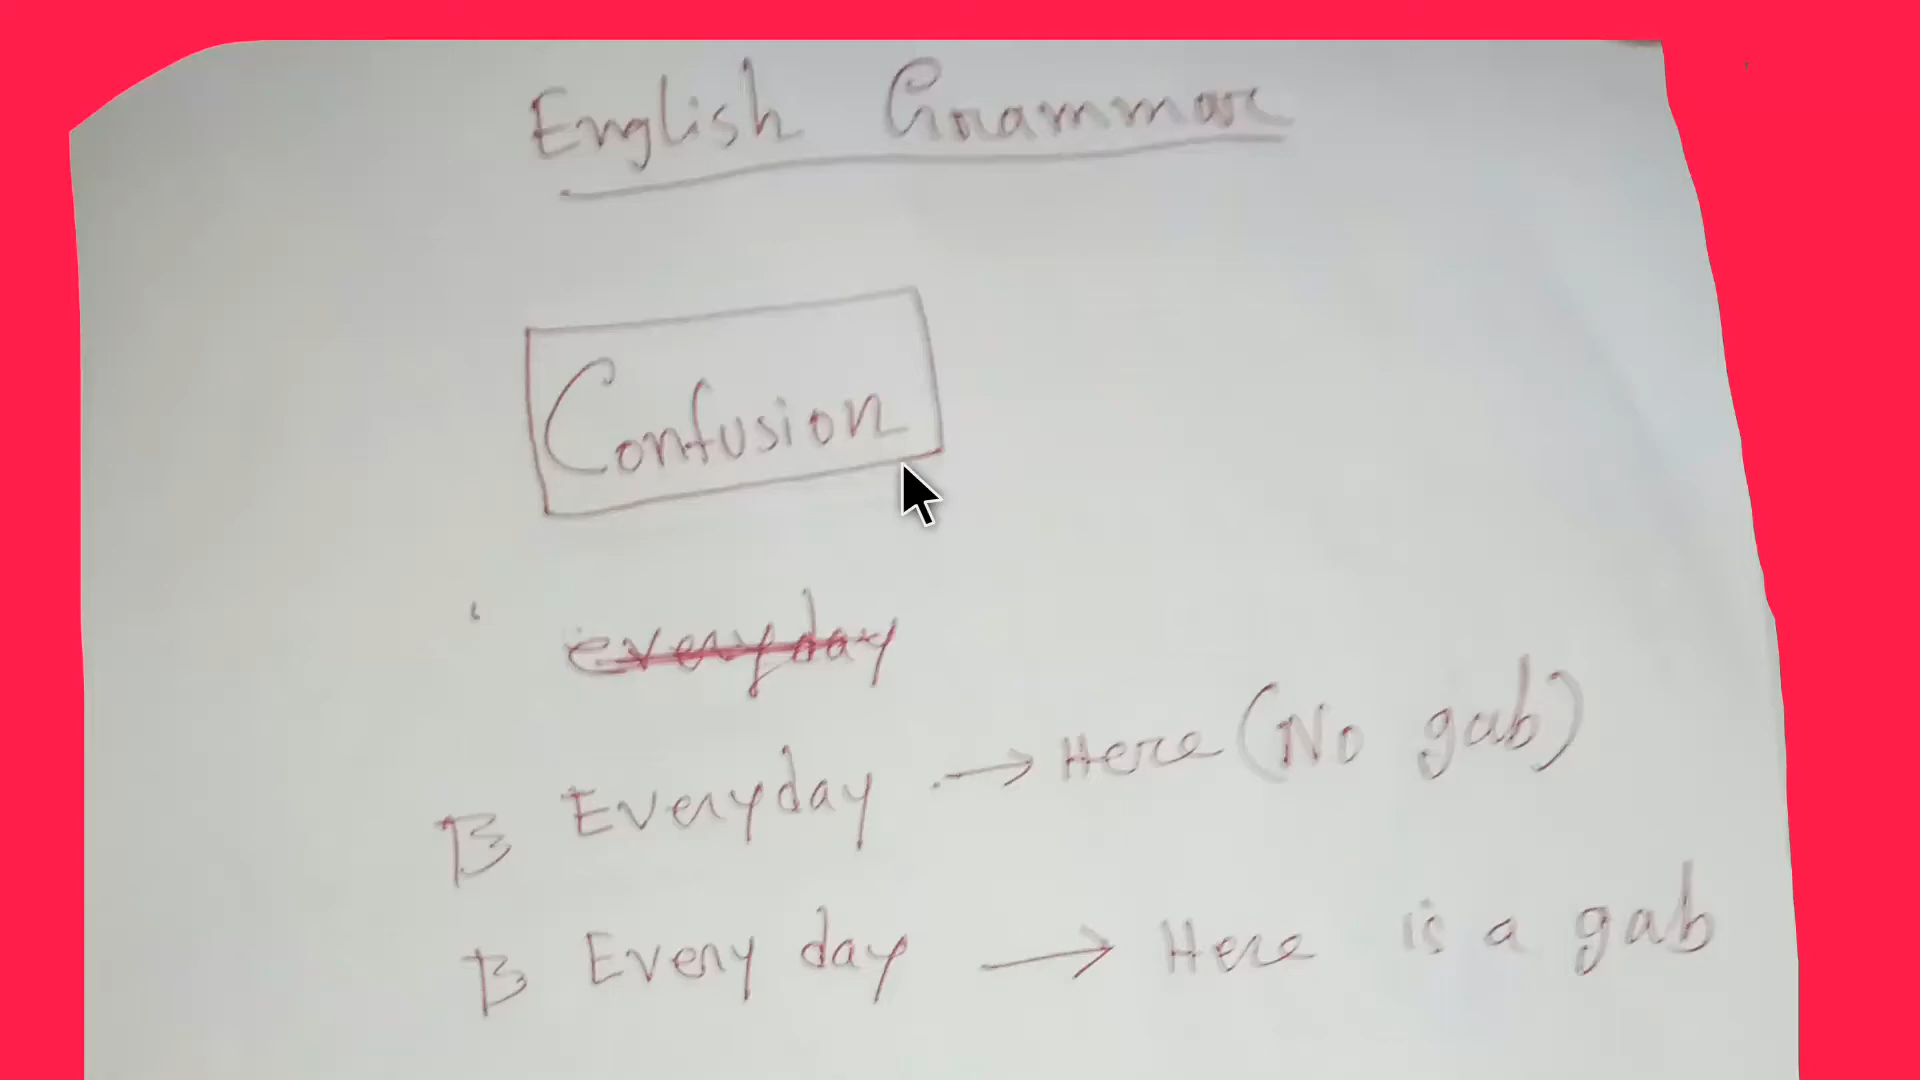 English Grammar
Confusion
everyday
Everyday → Here (No gab)
Every day → Here is a gab